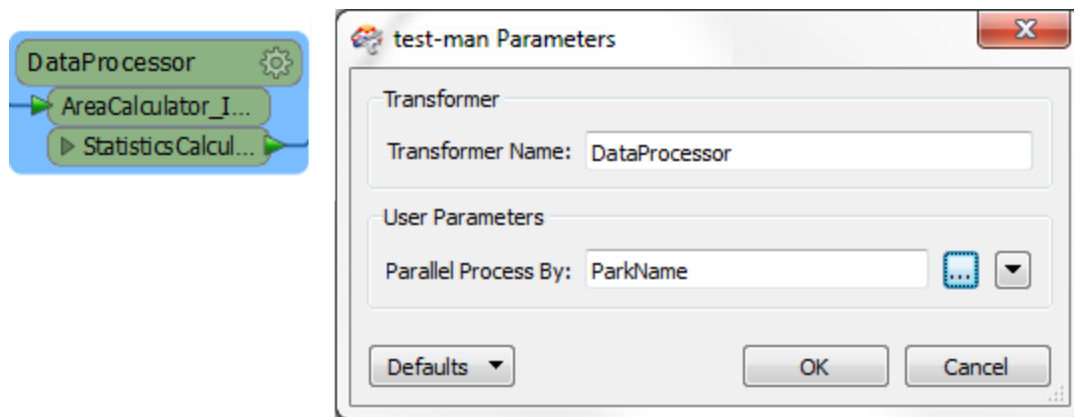 DataProcessor
AreaCalculator_I...
StatisticsCalcul...
test-man Parameters
Transformer
Transformer Name: DataProcessor
User Parameters
Parallel Process By: ParkName ...
Defaults OK Cancel